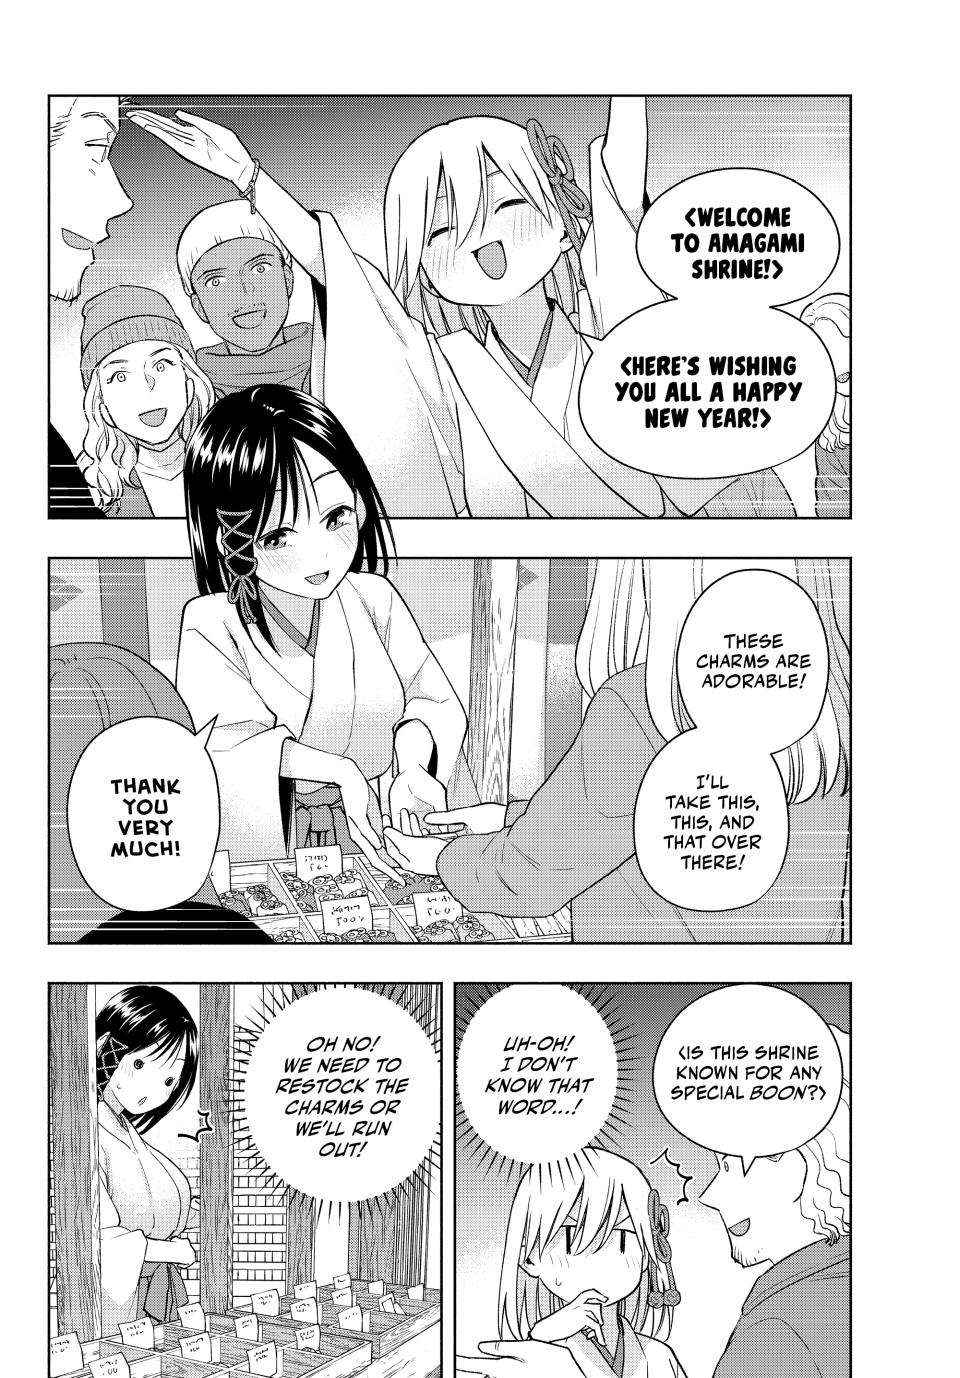 <WELCOME
TO AMAGAMI
SHRINE!>
<HERE'S WISHING
YOU ALL A HAPPY
NEW YEAR!>
THESE
CHARMS ARE
ADORABLE!
I'LL
TAKE THIS,
THIS, AND
THAT OVER
THERE!
THANK
YOU
VERY
MUCH!
<IS THIS SHRINE
KNOWN FOR ANY
SPECIAL BOON?>
UH-OH!
I DON'T
KNOW THAT
WORD...!
OH NO!
WE NEED TO
RESTOCK THE
CHARMS OR
WE'LL RUN
OUT!